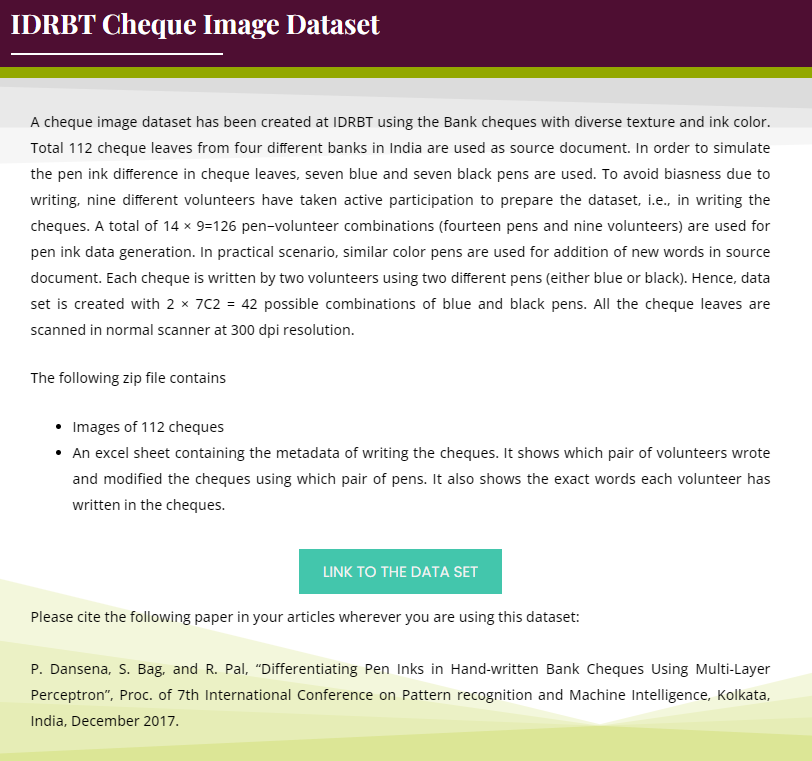 IDRBT Cheque Image Dataset
A cheque image dataset has been created at IDRBT using the Bank cheques with diverse texture and ink color.
Total 112 cheque leaves from four different banks in India are used as source document. In order to simulate
the pen ink difference in cheque leaves, seven blue and seven black pens are used. To avoid biasness due to
writing, nine different volunteers have taken active participation to prepare the dataset, i.e., in writing the
cheques. A total of 14 × 9=126 pen−volunteer combinations (fourteen pens and nine volunteers) are used for
pen ink data generation. In practical scenario, similar color pens are used for addition of new words in source
document. Each cheque is written by two volunteers using two different pens (either blue or black). Hence, data
set is created with 2 × 7C2 = 42 possible combinations of blue and black pens. All the cheque leaves are
scanned in normal scanner at 300 dpi resolution.
The following zip file contains
• Images of 112 cheques
• An excel sheet containing the metadata of writing the cheques. It shows which pair of volunteers wrote
and modified the cheques using which pair of pens. It also shows the exact words each volunteer has
written in the cheques.
LINK TO THE DATA SET
Please cite the following paper in your articles wherever you are using this dataset:
P. Dansena, S. Bag, and R. Pal, “Differentiating Pen Inks in Hand-written Bank Cheques Using Multi-Layer
Perceptron”, Proc. of 7th International Conference on Pattern recognition and Machine Intelligence, Kolkata,
India, December 2017.